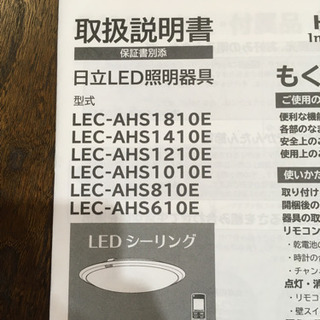 取扱説明書
保証書別添
日立LED照明器具
型式
LEC-AHS1810E
LEC-AHS1410E
LEC-AHS1210E
LEC-AHS1010E
LEC-AHS810E
LEC-AHS610E
LED シーリング
もく
ご使用の
便利な機
各部のなま
安全上のこ
使用上のこ
使いかた
取り付け
開梱後の
器具の取
リモコン
・乾電池の
・時計の合
・チャン
点灯・消
リモコ
・壁スイ